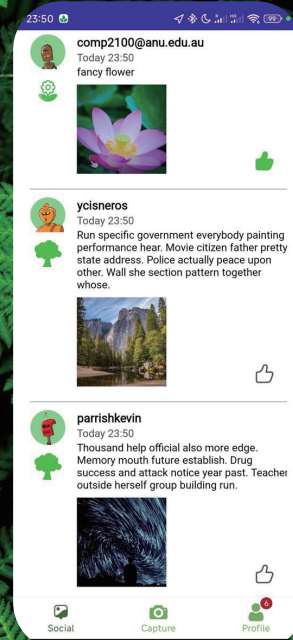 23:50
99
comp2100@anu.edu.au
Today 23:50
fancy flower
ycisneros
Today 23:50
Run specific government everybody painting
performance hear. Movie citizen father pretty
state address. Police actually peace upon
other. Wall she section pattern together
whose.
parrishkevin
Today 23:50
Thousand help official also more edge.
Memory mouth future establish. Drug
success and attack notice year past. Teacher
outside herself group building run.
6
Social
Capture
Profile